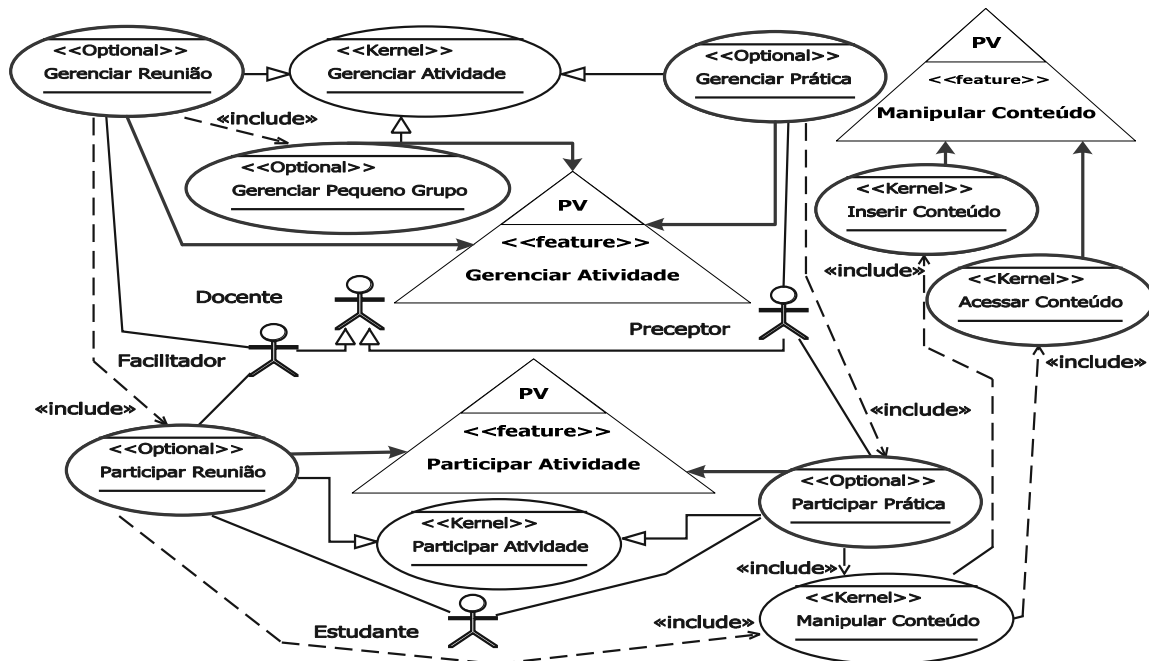 <<Optional>>
Gerenciar Reunião
<<Kernel>>
Gerenciar Atividade
<<Optional>>
Gerenciar Prática
PV
<<feature>>
Manipular Conteúdo
«include»
<<Optional>>
Gerenciar Pequeno Grupo
<<Kernel>>
Inserir Conteúdo
PV
<<feature>>
Gerenciar Atividade
«include»
<<Kernel>>
Acessar Conteúdo
Docente
Preceptor
Facilitador
«include»
PV
<<feature>>
Participar Atividade
«include»
«include»
<<Optional>>
Participar Reunião
<<Optional>>
Participar Prática
<<Kernel>>
Participar Atividade
«include»
<<Kernel>>
Manipular Conteúdo
«include»
Estudante